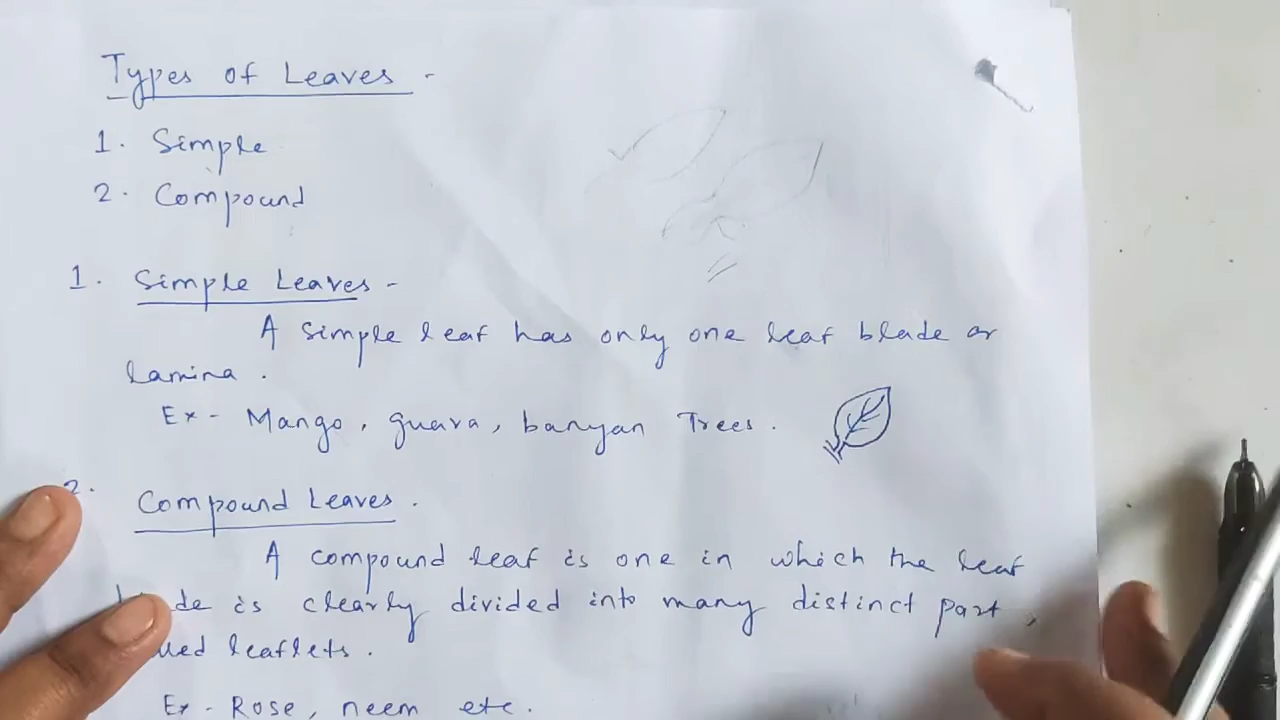 Types of Leaves -
1. Simple
2. Compound
1. Simple Leaves -
A simple leaf has only one leaf blade or
lamina.
Ex - Mango, guava, banyan Trees.
2. Compound Leaves.
A compound leaf is one in which the leaf
is clearly divided into many distinct part,
leaflets.
Ex - Rose, neem etc.